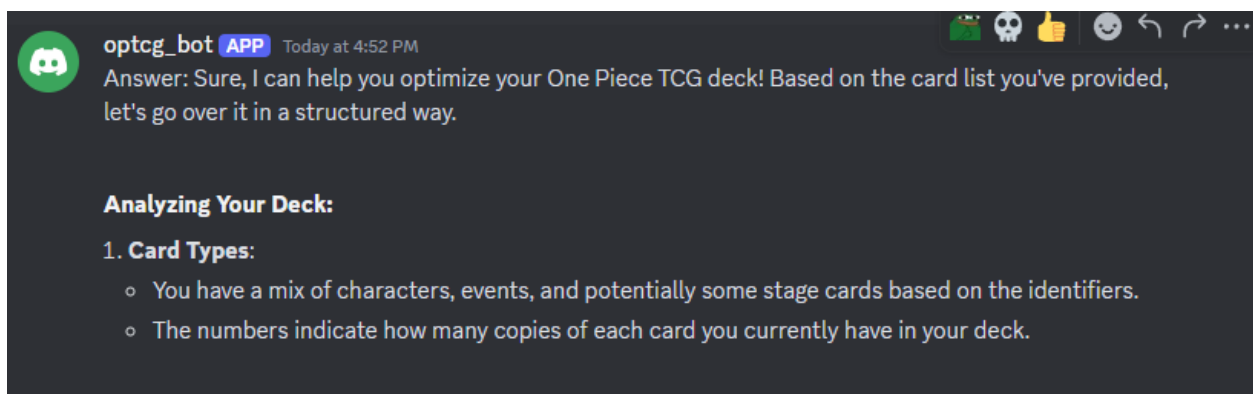 optcg_bot APP Today at 4:52 PM
Answer: Sure, I can help you optimize your One Piece TCG deck! Based on the card list you've provided,
let's go over it in a structured way.
Analyzing Your Deck:
1. Card Types:
◦ You have a mix of characters, events, and potentially some stage cards based on the identifiers.
◦ The numbers indicate how many copies of each card you currently have in your deck.